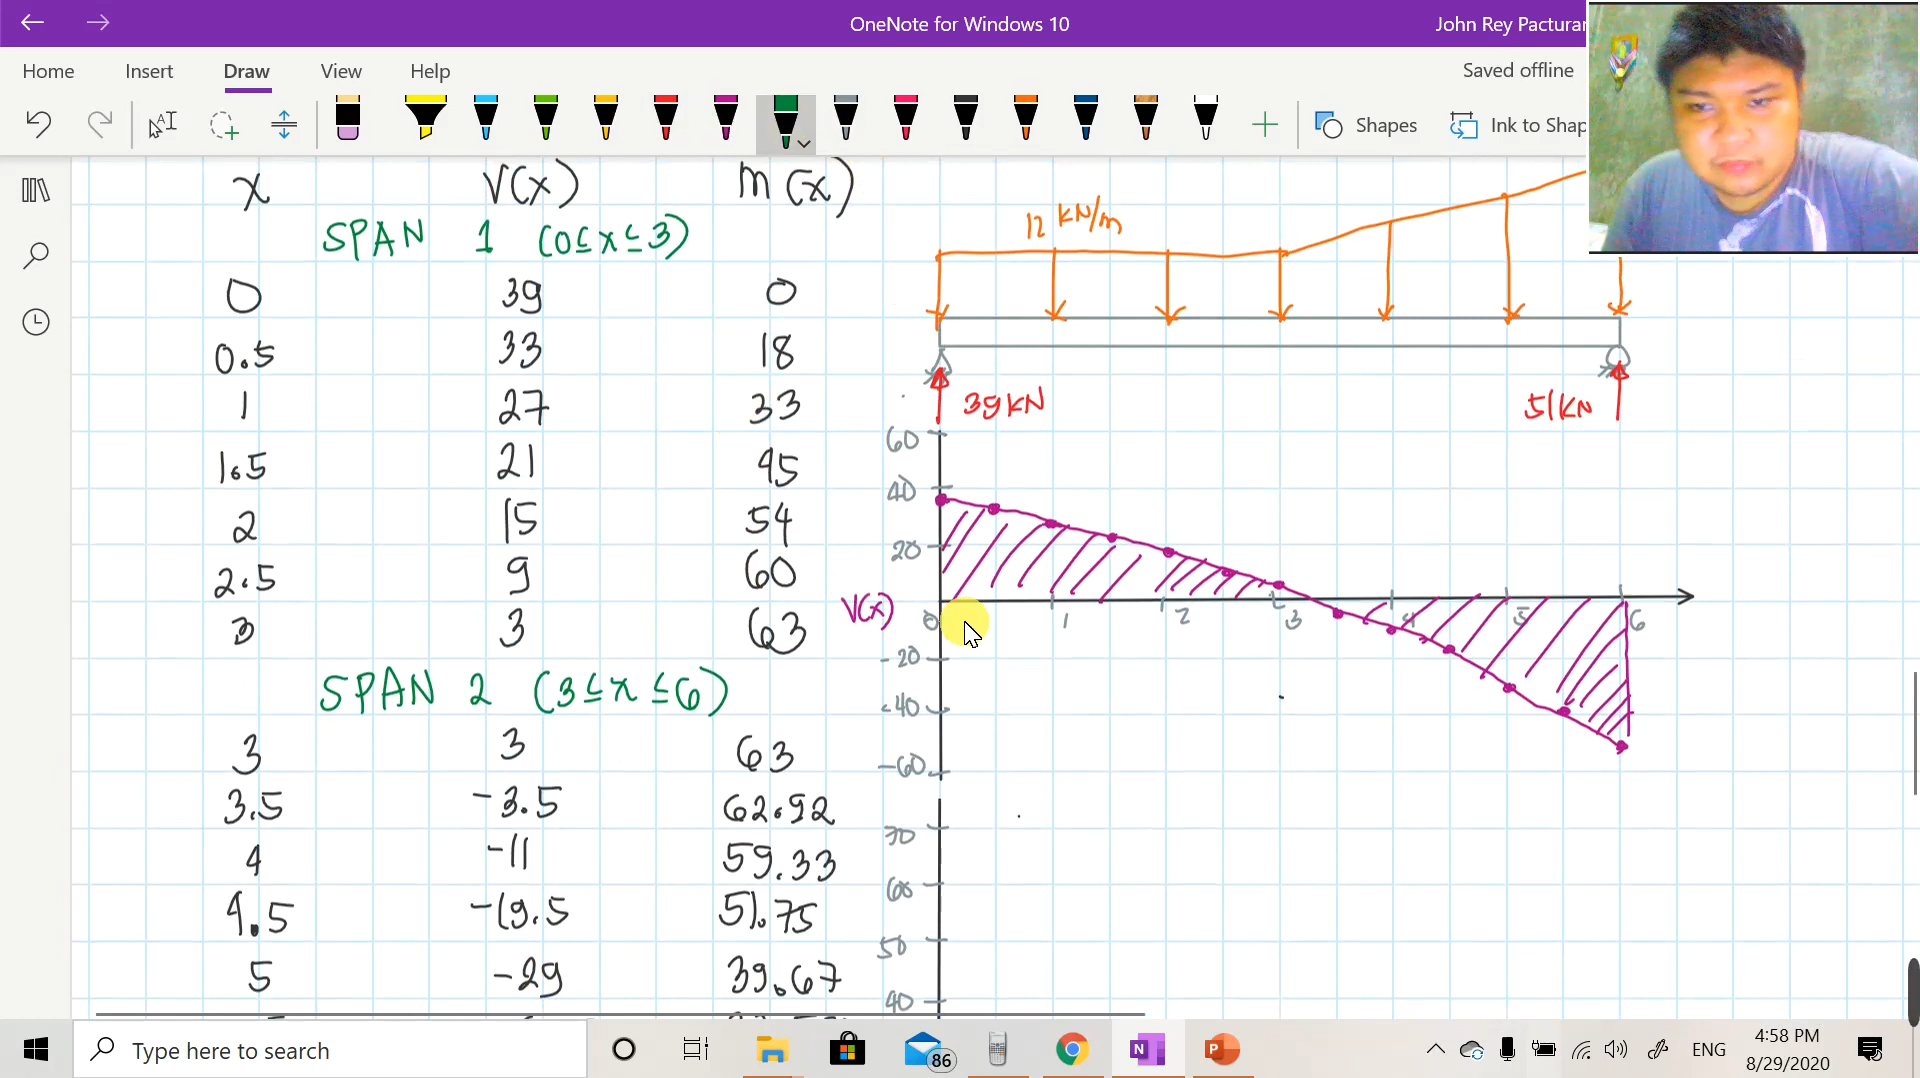 OneNote for Windows 10
John Rey Pactura
Home Insert Draw View Help
Saved offline
Shapes
Ink to Shap
x V(x) m(x)
SPAN 1 (0≤x≤3)
0 39 0
0.5 33 18
1 27 33
1.5 21 45
2 15 54
2.5 9 60
3 3 63
SPAN 2 (3≤x≤6)
3 3 63
3.5 -3.5 62.92
4 -11 59.33
4.5 -19.5 51.75
5 -29 39.67
12 KN/m
39KN
51KN
60
40
20
V(x) 0 1 2 3 4 5 6
-20
-40
-60
70
60
50
40
Type here to search
86
ENG
4:58 PM
8/29/2020